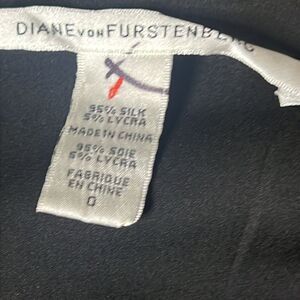 DIANE VON FURSTENBERG
95% SILK
5% LYCRA
MADE IN CHINA
95% SOIE
5% LYCRA
FABRIQUE
EN CHINE
0